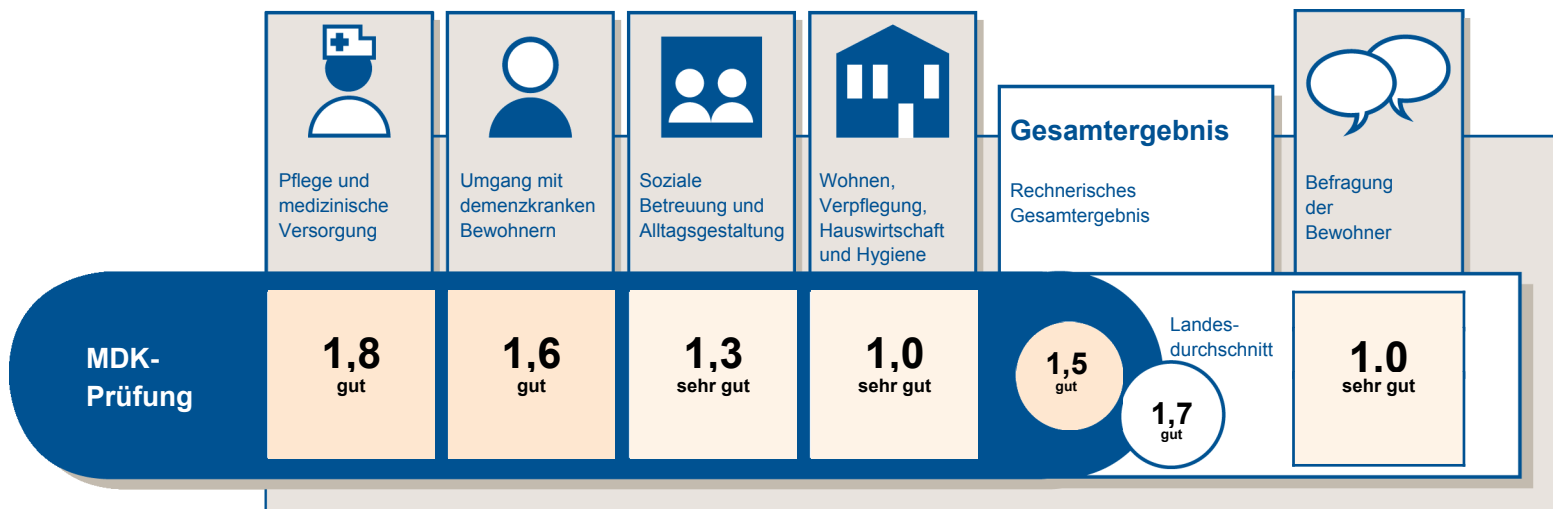 Pflege und
medizinische
Versorgung
Umgang mit
demenzkranken
Bewohnern
Soziale
Betreuung und
Alltagsgestaltung
Wohnen,
Verpflegung,
Hauswirtschaft
und Hygiene
Gesamtergebnis
Rechnerisches
Gesamtergebnis
Befragung
der
Bewohner
MDK-
Prüfung
1,8
gut
1,6
gut
1,3
sehr gut
1,0
sehr gut
1,5
gut
Landes-
durchschnitt
1,7
gut
1.0
sehr gut